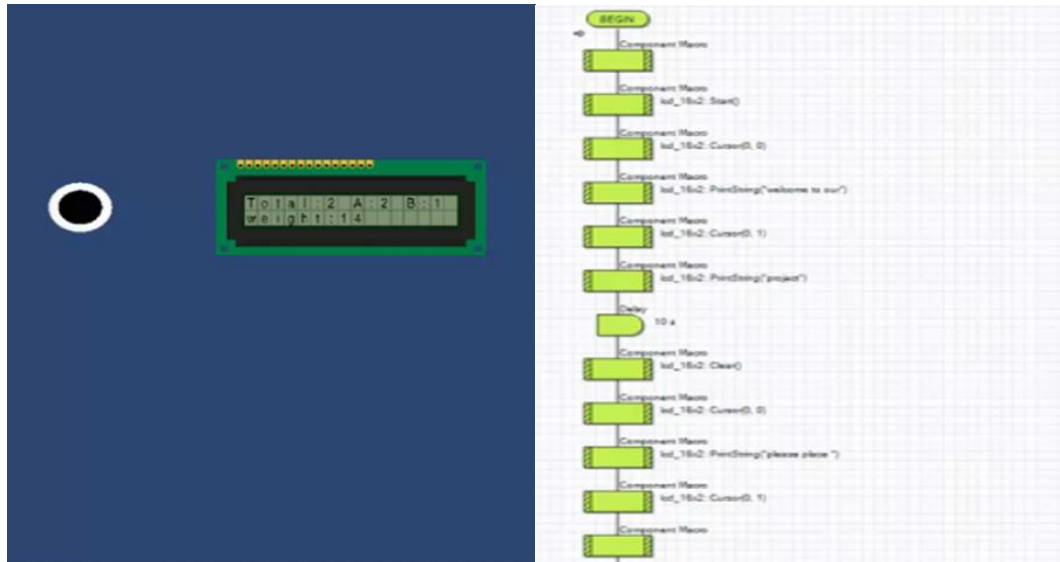 Total:2 A:2 B:1
weight:14
BEGIN
Component Macro
Component Macro
lcd_16x2::Start()
Component Macro
lcd_16x2::Cursor(0, 0)
Component Macro
lcd_16x2::PrintString("welcome to our")
Component Macro
lcd_16x2::Cursor(0, 1)
Component Macro
lcd_16x2::PrintString("project")
Delay
10 s
Component Macro
lcd_16x2::Clear()
Component Macro
lcd_16x2::Cursor(0, 0)
Component Macro
lcd_16x2::PrintString("please place ")
Component Macro
lcd_16x2::Cursor(0, 1)
Component Macro